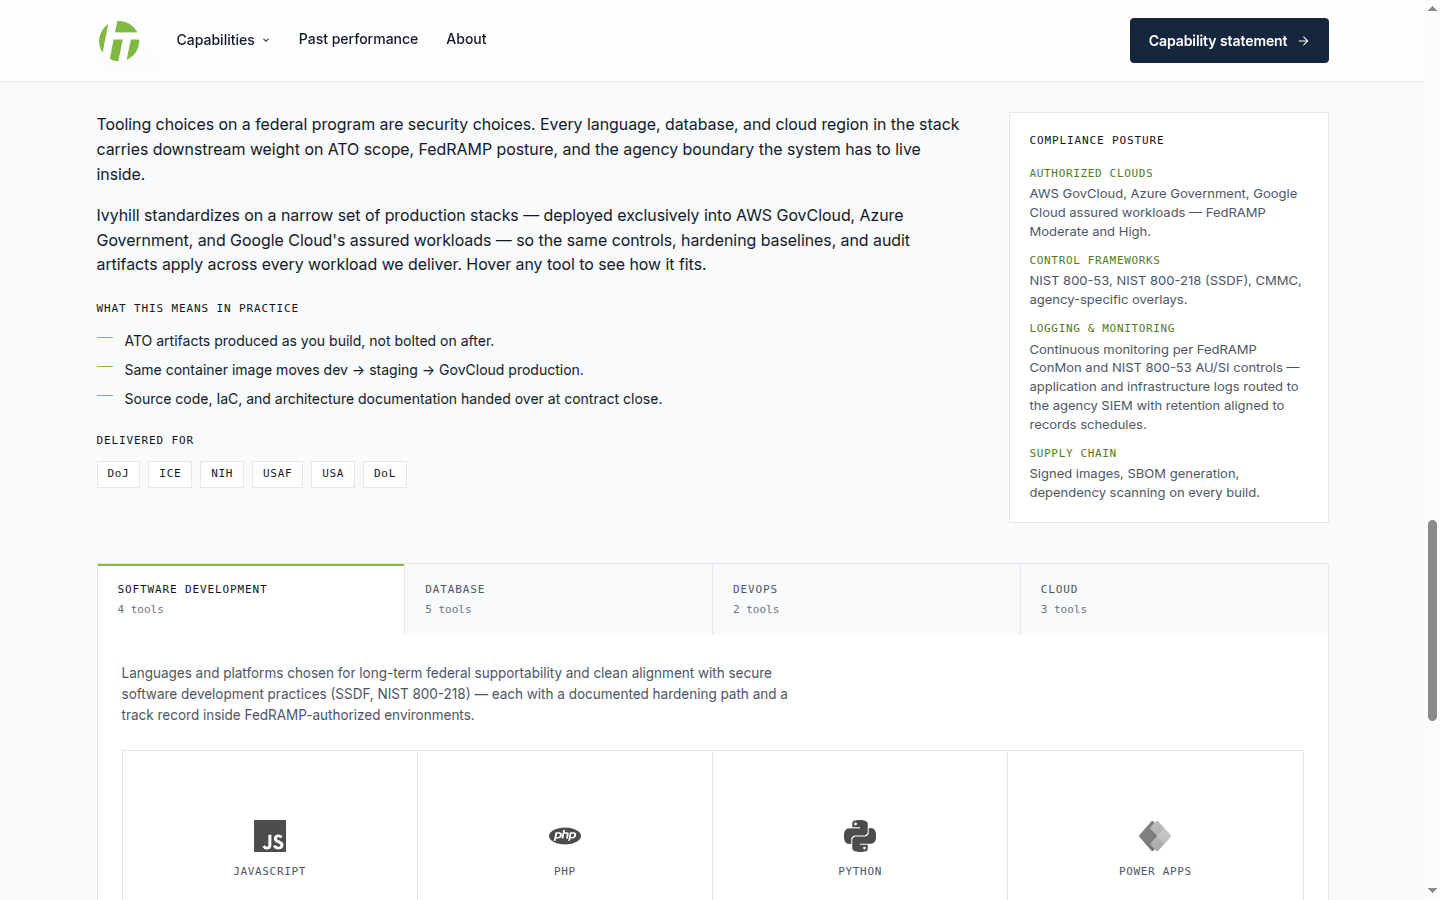 Capabilities
Past performance
About
Capability statement →
Tooling choices on a federal program are security choices. Every language, database, and cloud region in the stack
carries downstream weight on ATO scope, FedRAMP posture, and the agency boundary the system has to live
inside.
Ivyhill standardizes on a narrow set of production stacks — deployed exclusively into AWS GovCloud, Azure
Government, and Google Cloud's assured workloads — so the same controls, hardening baselines, and audit
artifacts apply across every workload we deliver. Hover any tool to see how it fits.
WHAT THIS MEANS IN PRACTICE
— ATO artifacts produced as you build, not bolted on after.
— Same container image moves dev → staging → GovCloud production.
— Source code, IaC, and architecture documentation handed over at contract close.
DELIVERED FOR
DoJ
ICE
NIH
USAF
USA
DoL
COMPLIANCE POSTURE
AUTHORIZED CLOUDS
AWS GovCloud, Azure Government, Google
Cloud assured workloads — FedRAMP
Moderate and High.
CONTROL FRAMEWORKS
NIST 800-53, NIST 800-218 (SSDF), CMMC,
agency-specific overlays.
LOGGING & MONITORING
Continuous monitoring per FedRAMP
ConMon and NIST 800-53 AU/SI controls —
application and infrastructure logs routed to
the agency SIEM with retention aligned to
records schedules.
SUPPLY CHAIN
Signed images, SBOM generation,
dependency scanning on every build.
SOFTWARE DEVELOPMENT
4 tools
DATABASE
5 tools
DEVOPS
2 tools
CLOUD
3 tools
Languages and platforms chosen for long-term federal supportability and clean alignment with secure
software development practices (SSDF, NIST 800-218) — each with a documented hardening path and a
track record inside FedRAMP-authorized environments.
JS
JAVASCRIPT
php
PHP
PYTHON
POWER APPS